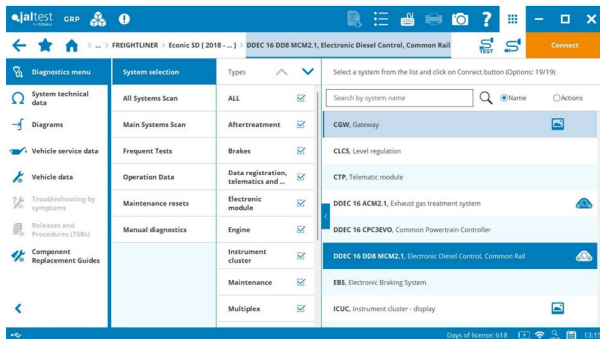 jaltest GRP
by COJALI
?
> ... > FREIGHTLINER > Econic SD [ 2018 - ... ] > DDEC 16 DD8 MCM2.1, Electronic Diesel Control, Common Rail
TEST
Connect
Diagnostics menu
System technical data
Diagrams
Vehicle service data
Vehicle data
Troubleshooting by symptoms
Releases and Procedures (TSBs)
Component Replacement Guides
System selection
All Systems Scan
Main Systems Scan
Frequent Tests
Operation Data
Maintenance resets
Manual diagnostics
Types
ALL
Aftertreatment
Brakes
Data registration, telematics and ...
Electronic module
Engine
Instrument cluster
Maintenance
Multiplex
Select a system from the list and click on Connect button (Options: 19/19)
Search by system name
Name
Actions
CGW, Gateway
CLCS, Level regulation
CTP, Telematic module
DDEC 16 ACM2.1, Exhaust gas treatment system
DDEC 16 CPC3EVO, Common Powertrain Controller
DDEC 16 DD8 MCM2.1, Electronic Diesel Control, Common Rail
EBS, Electronic Braking System
ICUC, Instrument cluster - display
Days of license: 618
13:15